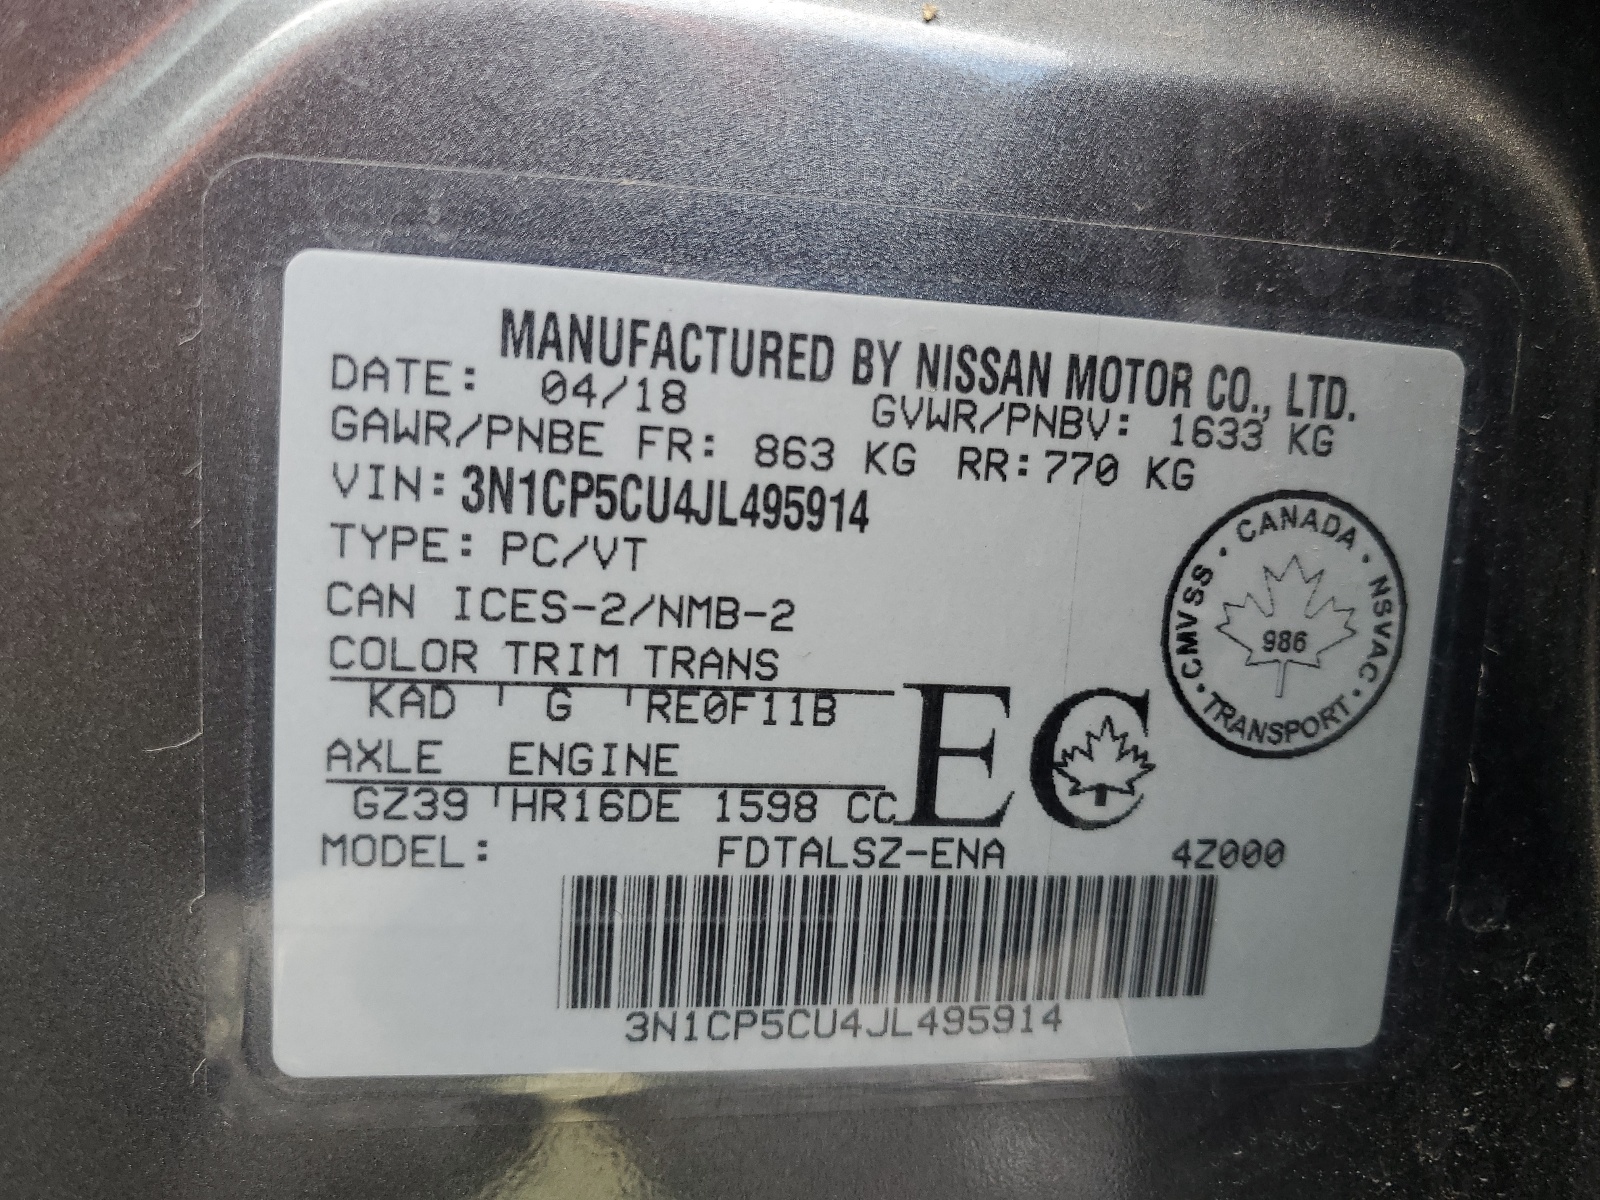 MANUFACTURED BY NISSAN MOTOR CO., LTD.
DATE: 04/18 GVWR/PNBV: 1633 KG
GAWR/PNBE FR: 863 KG RR:770 KG
VIN: 3N1CP5CU4JL495914
TYPE: PC/VT
CAN ICES-2/NMB-2
COLOR TRIM TRANS
KAD ' G 'RE0F11B
AXLE ENGINE
GZ39 'HR16DE 1598 CC
EC
MODEL: FDTALSZ-ENA 4Z000
3N1CP5CU4JL495914
CANADA · NSVAC · TRANSPORT · CMVSS ·
986